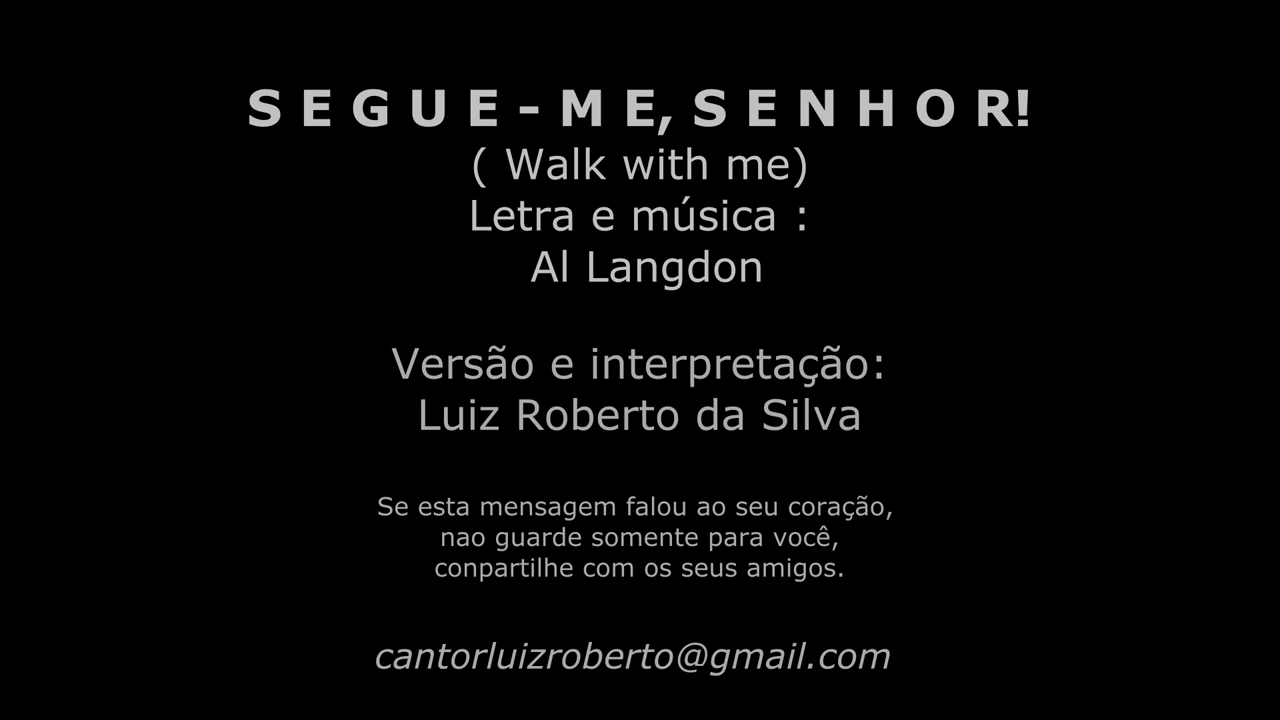 S E G U E - M E, S E N H O R!
( Walk with me)
Letra e música :
Al Langdon
Versão e interpretação:
Luiz Roberto da Silva
Se esta mensagem falou ao seu coração,
nao guarde somente para você,
conpartilhe com os seus amigos.
cantorluizroberto@gmail.com